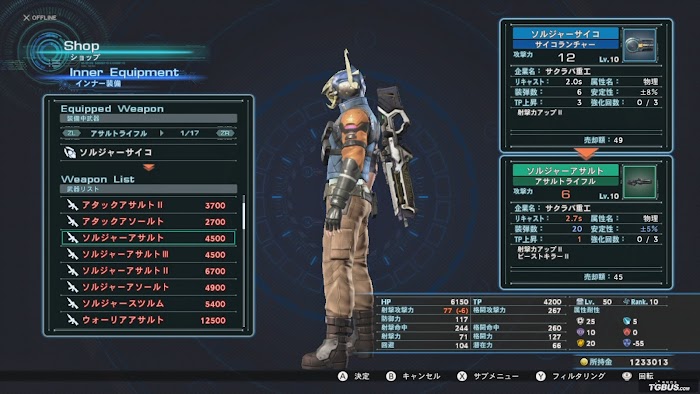 X OFFLINE
Shop
ショップ
Inner Equipment
インナー装備
Equipped Weapon
装備中武器
ZL アサルトライフル 1/17 ZR
ソルジャーサイコ
Weapon List
武器リスト
アタックアサルトⅡ 3700
アタックアソールト 2700
ソルジャーアサルト 4500
ソルジャーアサルトⅢ 4500
ソルジャーアサルトⅡ 6700
ソルジャーアソールト 4900
ソルジャースツルム 5400
ウォーリアアサルト 12500
ソルジャーサイコ
サイコランチャー
攻撃力
12 Lv.10
企業名:サクラバ重工
リキャスト: 2.0s 属性名: 物理
装弾数: 6 安定性: ±8%
TP上昇: 3 強化回数: 0 / 3
射撃力アップⅡ
売却額:49
ソルジャーアサルト
アサルトライフル
攻撃力
6 Lv.10
企業名:サクラバ重工
リキャスト: 2.7s 属性名: 物理
装弾数: 20 安定性: ±5%
TP上昇: 1 強化回数: 0 / 3
射撃力アップⅡ
ビーストキラーⅡ
売却額:45
HP 6150 TP 4200 Lv. 50 Rank. 10
射撃攻撃力 77 (-6) 格闘攻撃力 267 属性耐性
防御力 117 25 5
射撃命中 244 格闘命中 260 10 0
射撃力 71 格闘力 127 20 -55
回避 104 潜在力 66
所持金 1233013
A 決定 B キャンセル X サブメニュー Y フィルタリング R 回転
TGBUS.COM